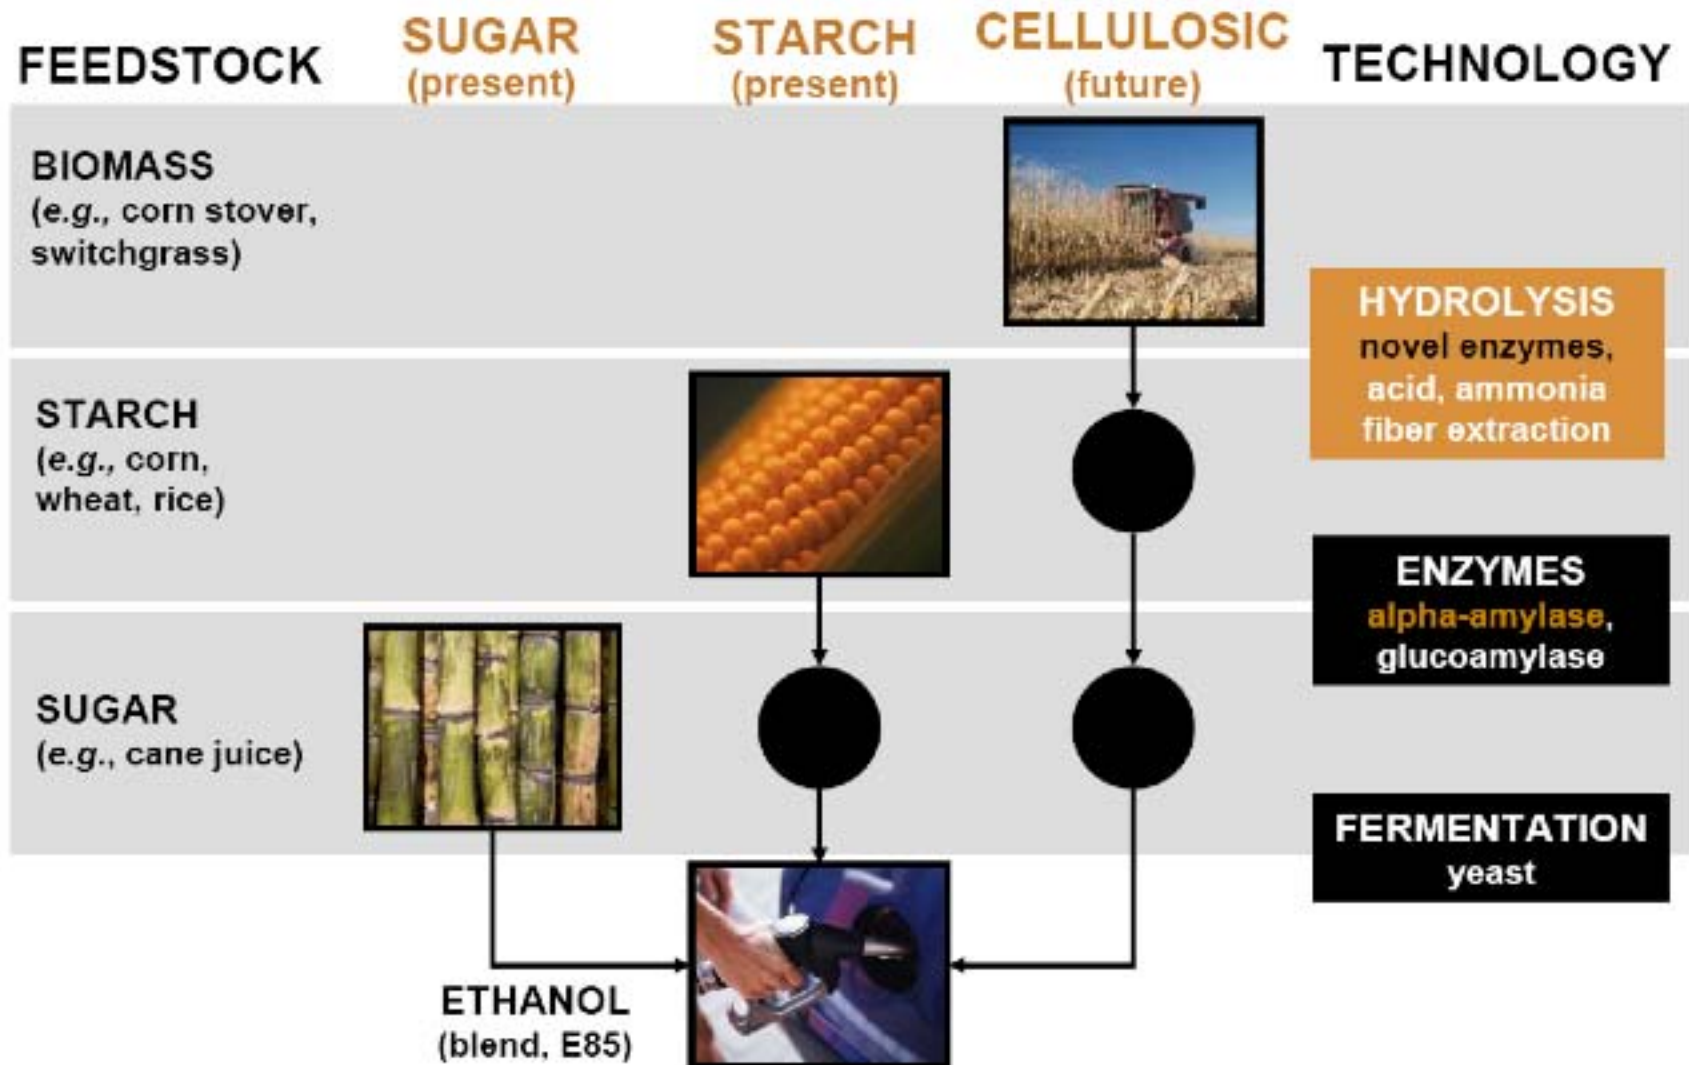 FEEDSTOCK
SUGAR
(present)
STARCH
(present)
CELLULOSIC
(future)
TECHNOLOGY
BIOMASS
(e.g., corn stover,
switchgrass)
HYDROLYSIS
novel enzymes,
acid, ammonia
fiber extraction
STARCH
(e.g., corn,
wheat, rice)
ENZYMES
alpha-amylase,
glucoamylase
SUGAR
(e.g., cane juice)
FERMENTATION
yeast
ETHANOL
(blend, E85)